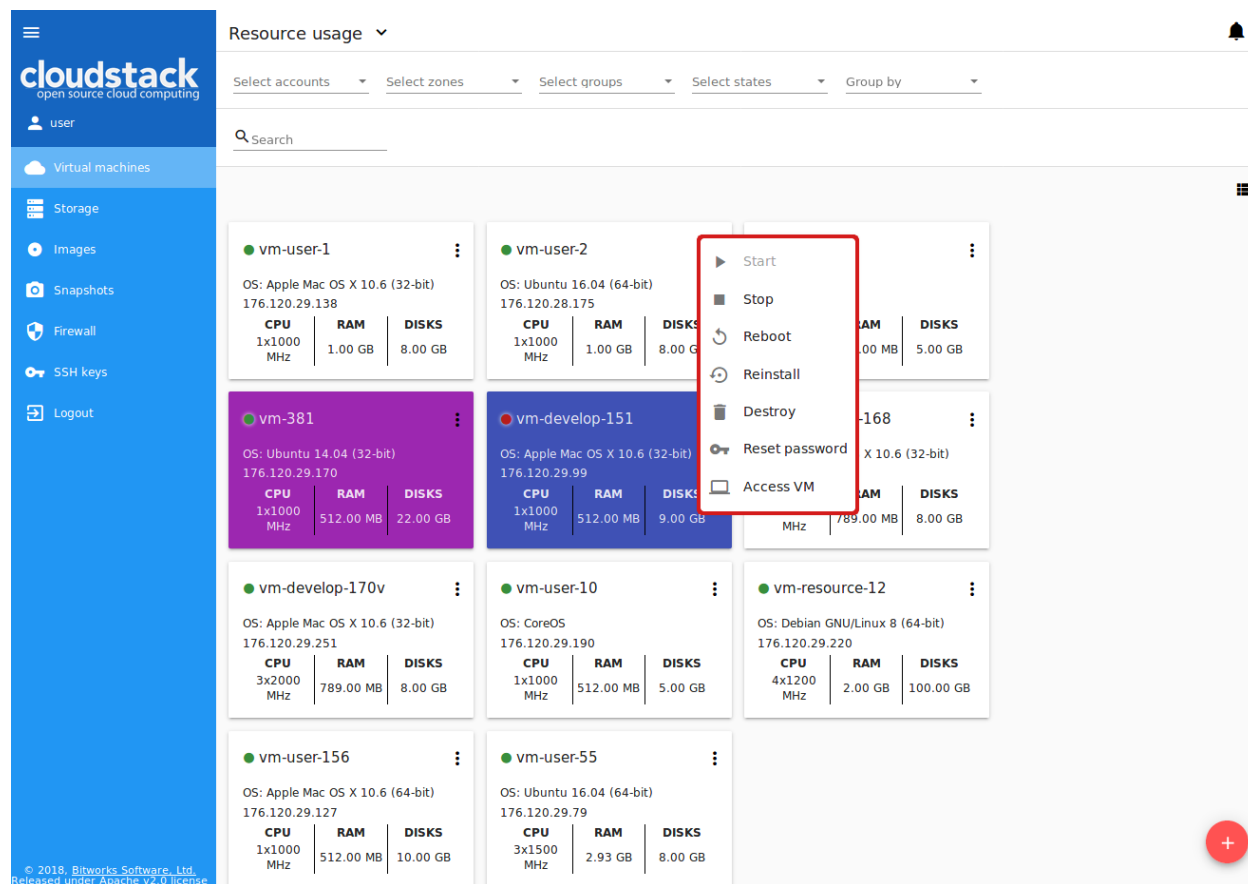 Resource usage
cloudstack
open source cloud computing
user
Virtual machines
Storage
Images
Snapshots
Firewall
SSH keys
Logout
© 2018, Bitworks Software, Ltd.
Released under Apache v2.0 license
Select accounts Select zones Select groups Select states Group by
Search
vm-user-1
OS: Apple Mac OS X 10.6 (32-bit)
176.120.29.138
CPU RAM DISKS
1x1000 MHz 1.00 GB 8.00 GB
vm-user-2
OS: Ubuntu 16.04 (64-bit)
176.120.28.175
CPU RAM DISKS
1x1000 MHz 1.00 GB 8.00 G
Start
Stop
Reboot
Reinstall
Destroy
Reset password
Access VM
AM DISKS
.00 MB 5.00 GB
vm-381
OS: Ubuntu 14.04 (32-bit)
176.120.29.170
CPU RAM DISKS
1x1000 MHz 512.00 MB 22.00 GB
vm-develop-151
OS: Apple Mac OS X 10.6 (32-bit)
176.120.29.99
CPU RAM DISKS
1x1000 MHz 512.00 MB 9.00 GB
-168
X 10.6 (32-bit)
AM DISKS
MHz 789.00 MB 8.00 GB
vm-develop-170v
OS: Apple Mac OS X 10.6 (32-bit)
176.120.29.251
CPU RAM DISKS
3x2000 MHz 789.00 MB 8.00 GB
vm-user-10
OS: CoreOS
176.120.29.190
CPU RAM DISKS
1x1000 MHz 512.00 MB 5.00 GB
vm-resource-12
OS: Debian GNU/Linux 8 (64-bit)
176.120.29.220
CPU RAM DISKS
4x1200 MHz 2.00 GB 100.00 GB
vm-user-156
OS: Apple Mac OS X 10.6 (64-bit)
176.120.29.127
CPU RAM DISKS
1x1000 MHz 512.00 MB 10.00 GB
vm-user-55
OS: Ubuntu 16.04 (64-bit)
176.120.29.79
CPU RAM DISKS
3x1500 MHz 2.93 GB 8.00 GB